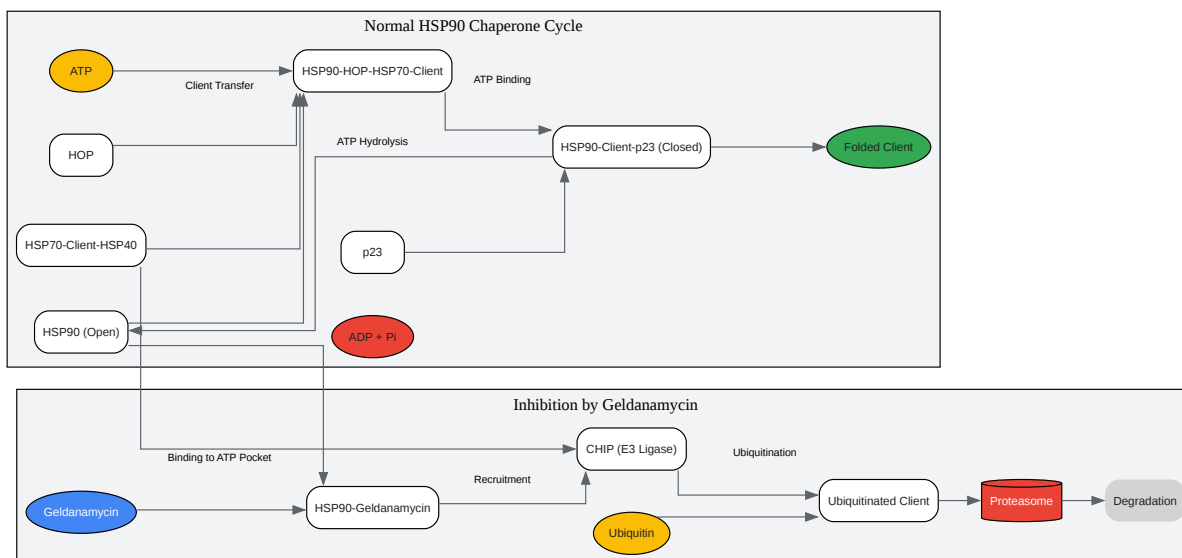 Normal HSP90 Chaperone Cycle
ATP
Client Transfer
HSP90-HOP-HSP70-Client
ATP Binding
HOP
ATP Hydrolysis
HSP90-Client-p23 (Closed)
Folded Client
HSP70-Client-HSP40
p23
HSP90 (Open)
ADP + Pi
Inhibition by Geldanamycin
Binding to ATP Pocket
CHIP (E3 Ligase)
Ubiquitination
Recruitment
Geldanamycin
HSP90-Geldanamycin
Ubiquitin
Ubiquitinated Client
Proteasome
Degradation